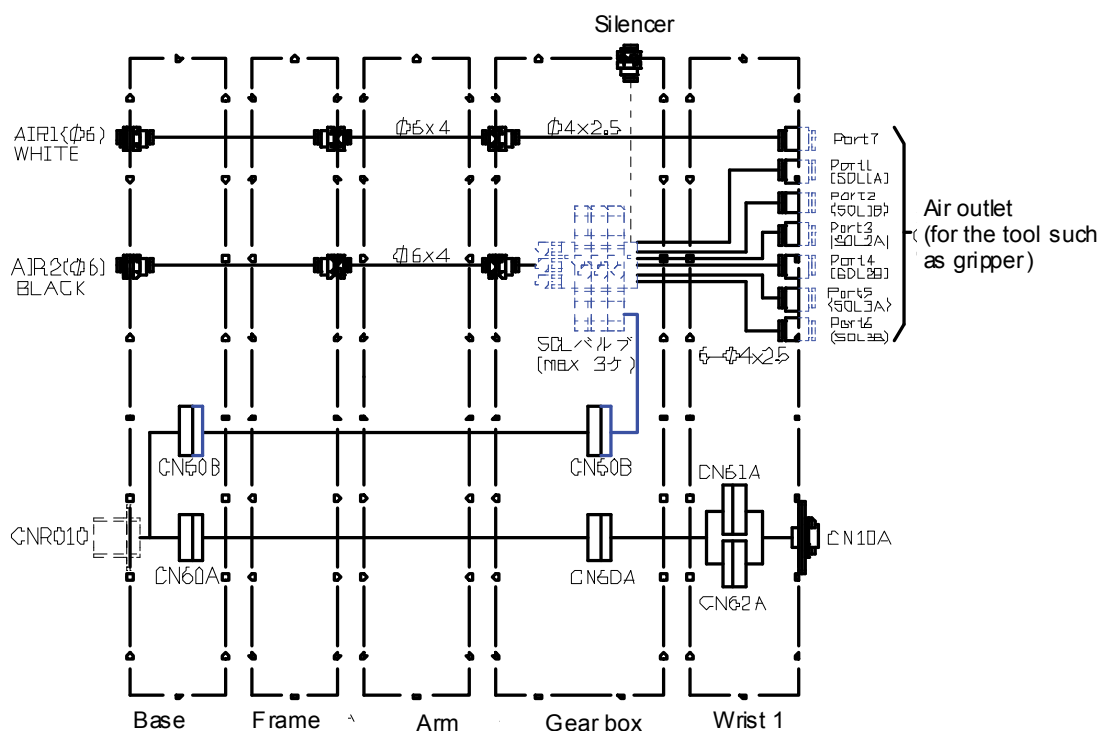 Silencer
AIR1(φ6)
WHITE
φ6x4
φ4x2.5
Port7
Port1
[SOL1A]
Port2
(SOL1B)
Port3
[SOL2A]
Port4
[SOL2B]
Port5
(SOL3A)
Port6
(SOL3B)
Air outlet
(for the tool such
as gripper)
AIR2(φ6)
BLACK
φ6x4
SOLバルブ
(max 3ケ)
φ4x2.5
CN60B
CN60B
CN61A
CNR010
CN10A
CN60A
CN60A
CN62A
Base
Frame
Arm
Gear box
Wrist 1